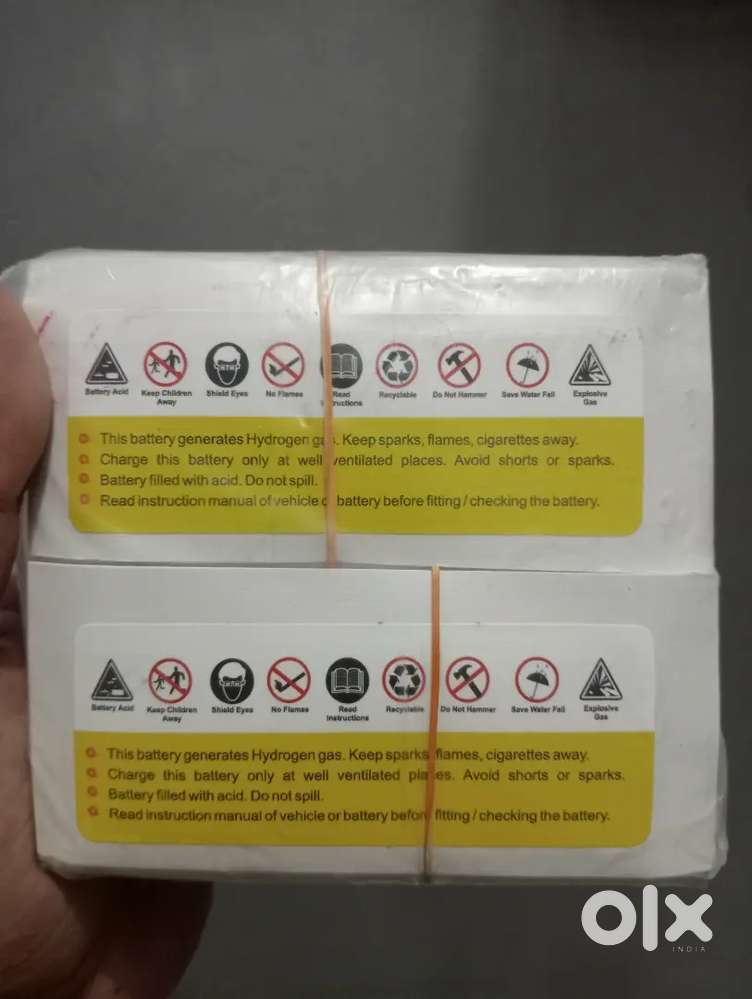 Battery Acid
Keep Children
Away
Shield Eyes
No Flames
Read
Instructions
Recyclable
Do Not Hammer
Save Water Fall
Explosive
Gas
This battery generates Hydrogen gas. Keep sparks, flames, cigarettes away.
Charge this battery only at well ventilated places. Avoid shorts or sparks.
Battery filled with acid. Do not spill.
Read instruction manual of vehicle or battery before fitting / checking the battery.
Battery Acid
Keep Children
Away
Shield Eyes
No Flames
Read
Instructions
Recyclable
Do Not Hammer
Save Water Fall
Explosive
Gas
This battery generates Hydrogen gas. Keep sparks, flames, cigarettes away.
Charge this battery only at well ventilated places. Avoid shorts or sparks.
Battery filled with acid. Do not spill.
Read instruction manual of vehicle or battery before fitting / checking the battery.
olx
INDIA